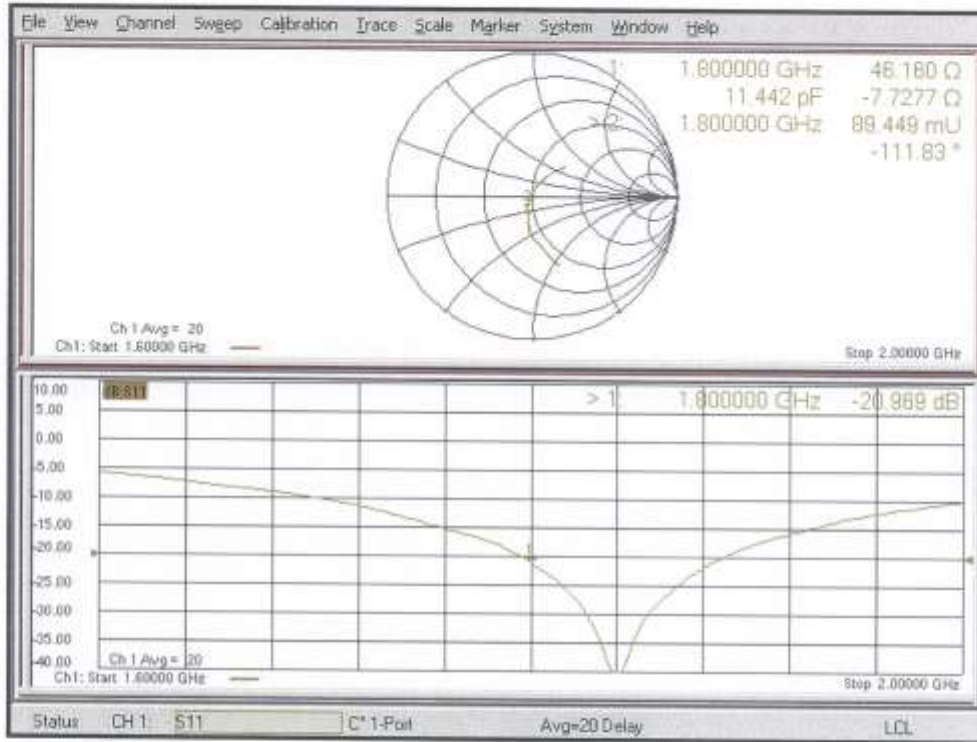 File View Channel Sweep Calibration Trace Scale Marker System Window Help
1: 1.800000 GHz 46.160 Ω
11.442 pF -7.7277 Ω
> 2: 1.800000 GHz 89.449 mU
-111.83 °
Ch 1 Avg = 20
Ch1: Start 1.60000 GHz
Stop 2.00000 GHz
10.00
dB S11
> 1: 1.800000 GHz -20.969 dB
5.00
0.00
-5.00
-10.00
-15.00
-20.00
-25.00
-30.00
-35.00
-40.00
1
Ch 1 Avg = 20
Ch1: Start 1.60000 GHz
Stop 2.00000 GHz
Status CH 1: S11 C* 1-Port Avg=20 Delay LCL